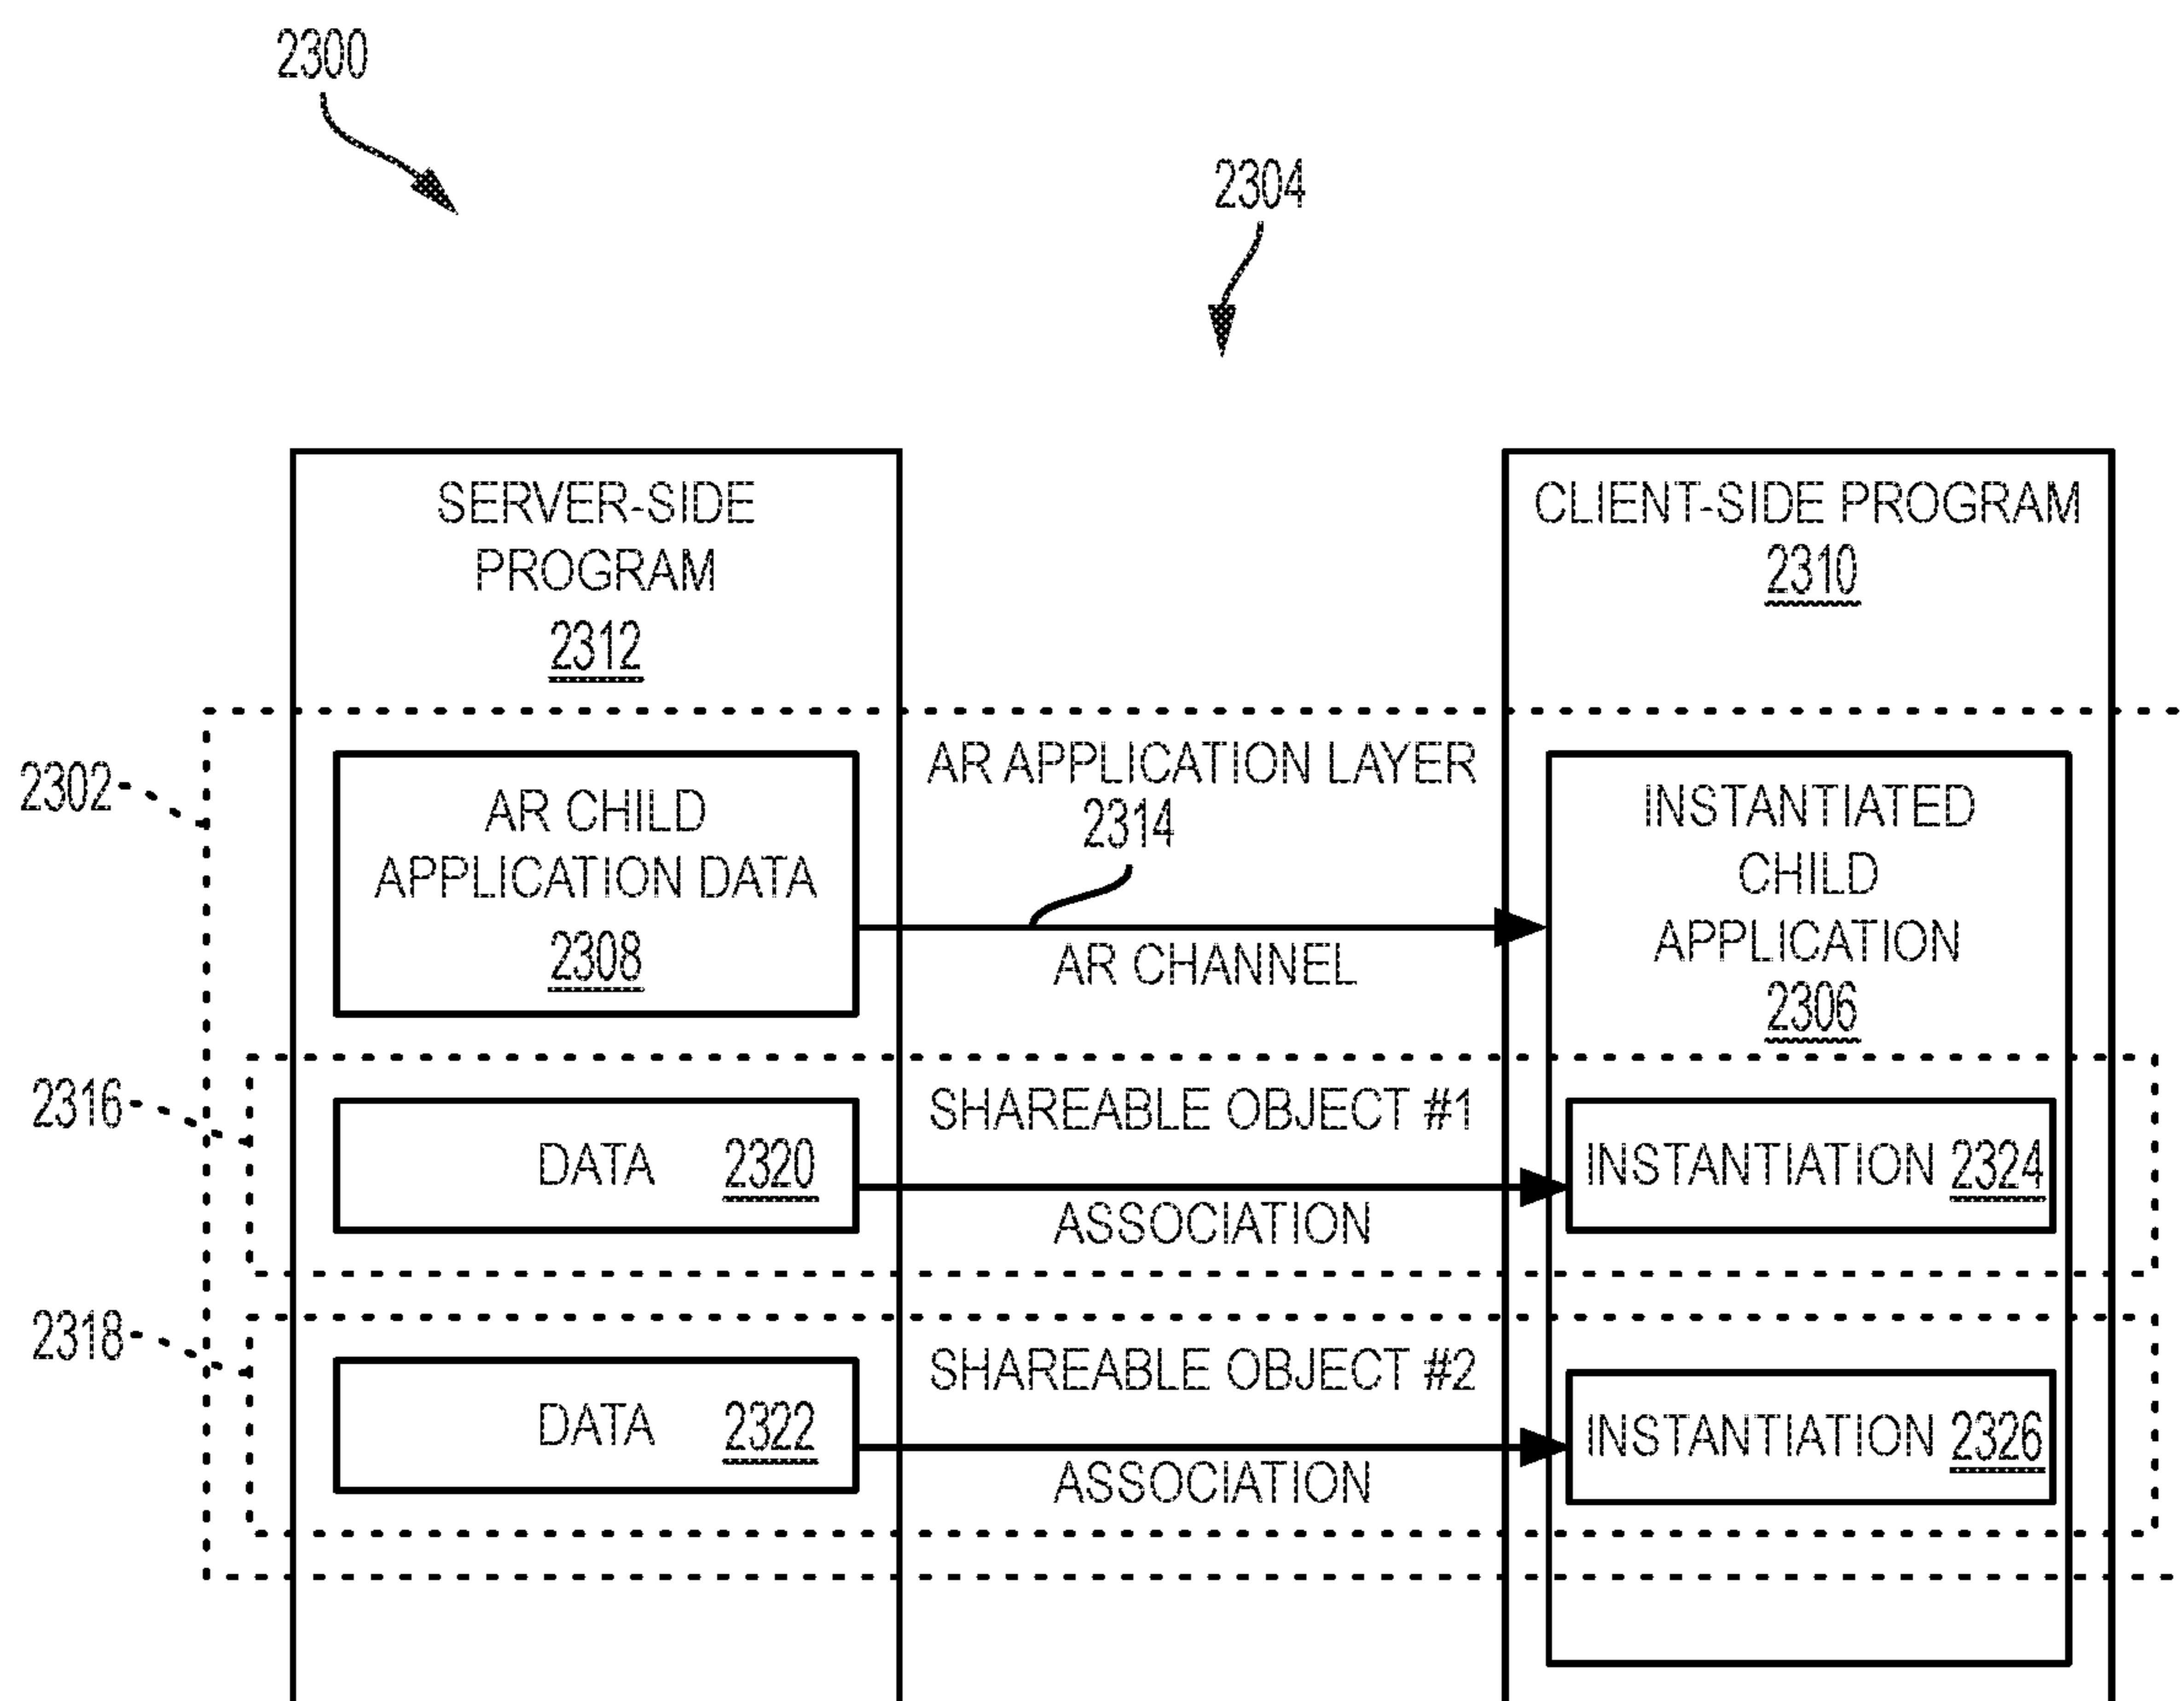 2300
2304
SERVER-SIDE
PROGRAM
2312
CLIENT-SIDE PROGRAM
2310
2302
AR APPLICATION LAYER
2314
AR CHILD
APPLICATION DATA
2308
AR CHANNEL
INSTANTIATED
CHILD
APPLICATION
2306
2316
SHAREABLE OBJECT #1
DATA 2320
ASSOCIATION
INSTANTIATION 2324
2318
SHAREABLE OBJECT #2
DATA 2322
ASSOCIATION
INSTANTIATION 2326